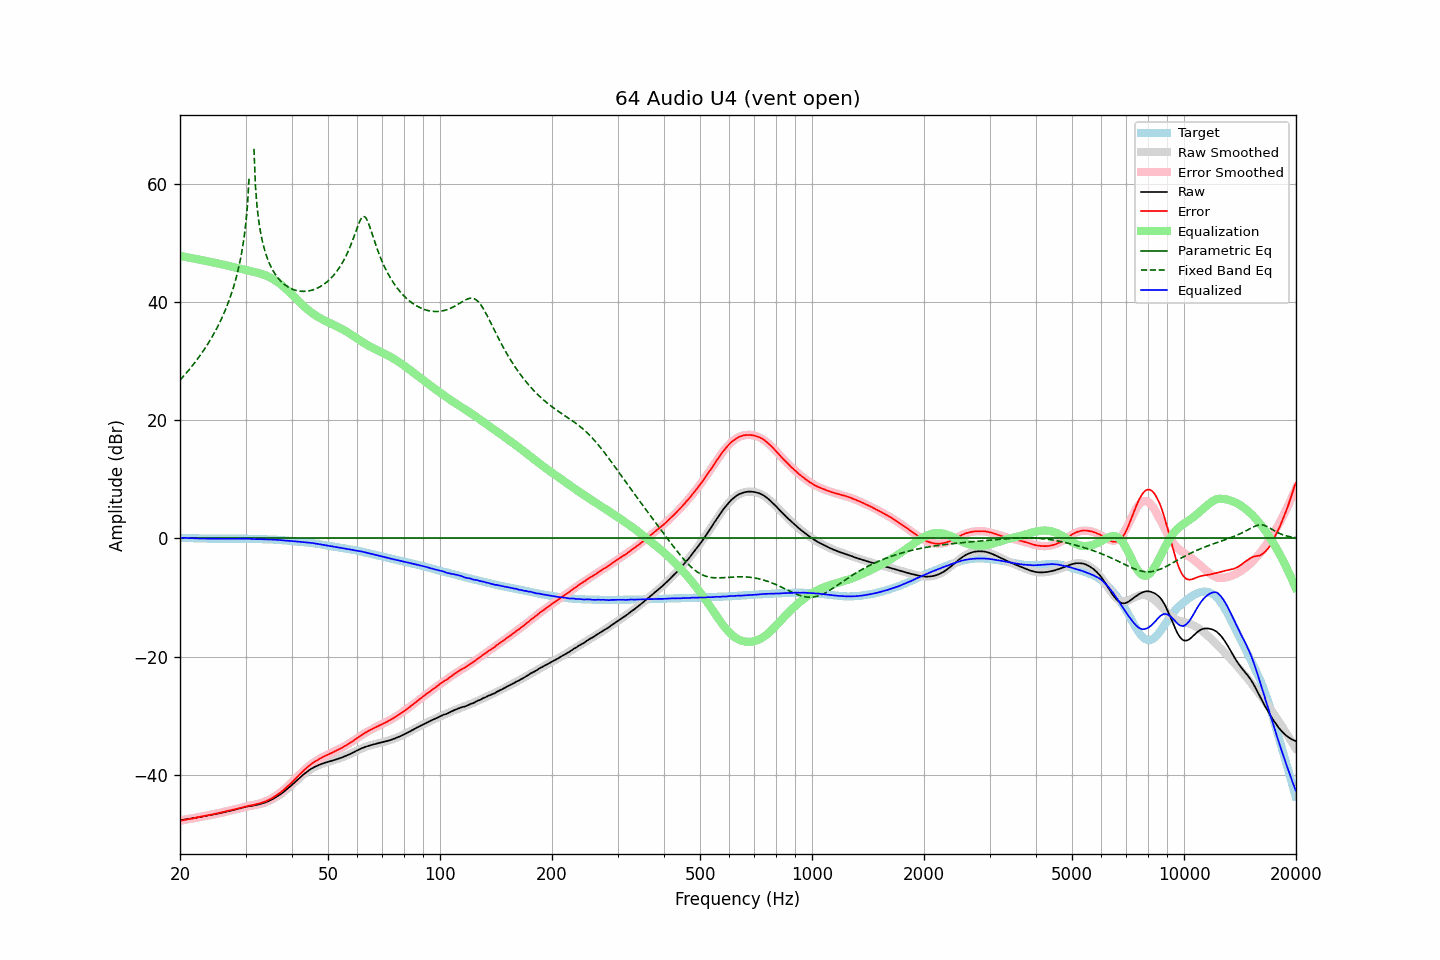 64 Audio U4 (vent open)
Target
Raw Smoothed
Error Smoothed
Raw
Error
Equalization
Parametric Eq
Fixed Band Eq
Equalized
Amplitude (dBr)
60
40
20
0
−20
−40
20
50
100
200
500
1000
2000
5000
10000
20000
Frequency (Hz)